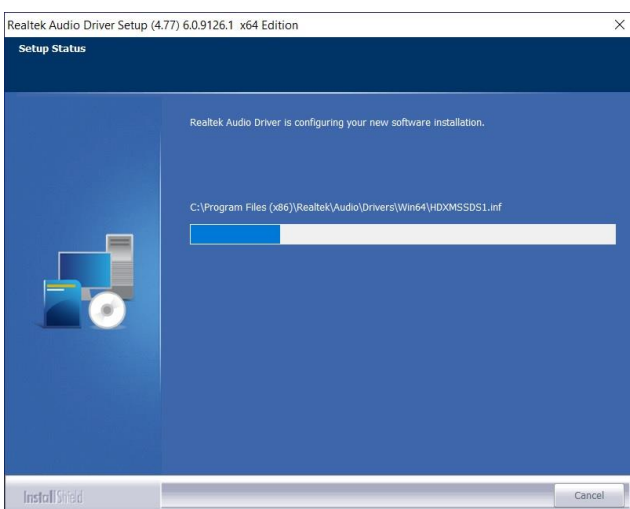 Realtek Audio Driver Setup (4.77) 6.0.9126.1 x64 Edition
Setup Status
Realtek Audio Driver is configuring your new software installation.
C:\Program Files (x86)\Realtek\Audio\Drivers\Win64\HDXMSSDS1.inf
InstallShield
Cancel